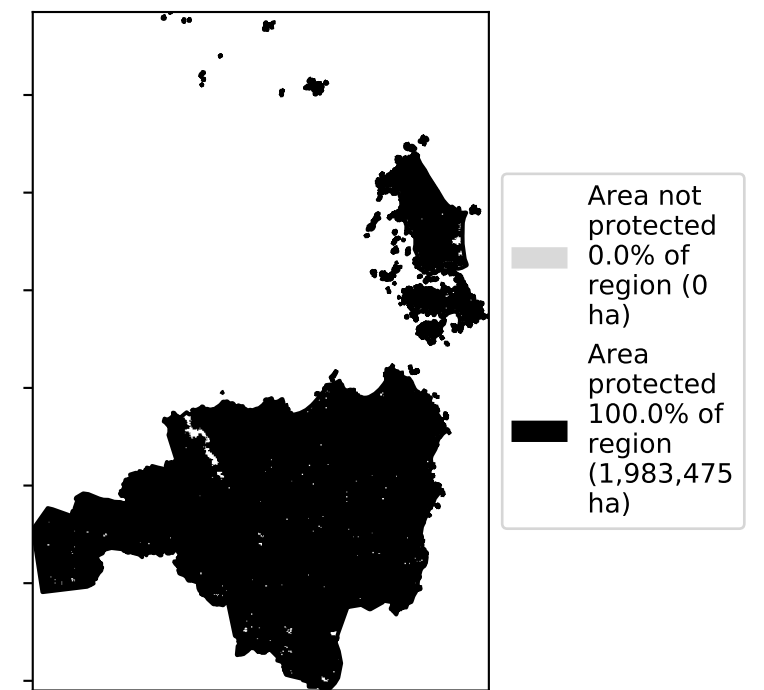 Area not
protected
0.0% of
region (0
ha)
Area
protected
100.0% of
region
(1,983,475
ha)